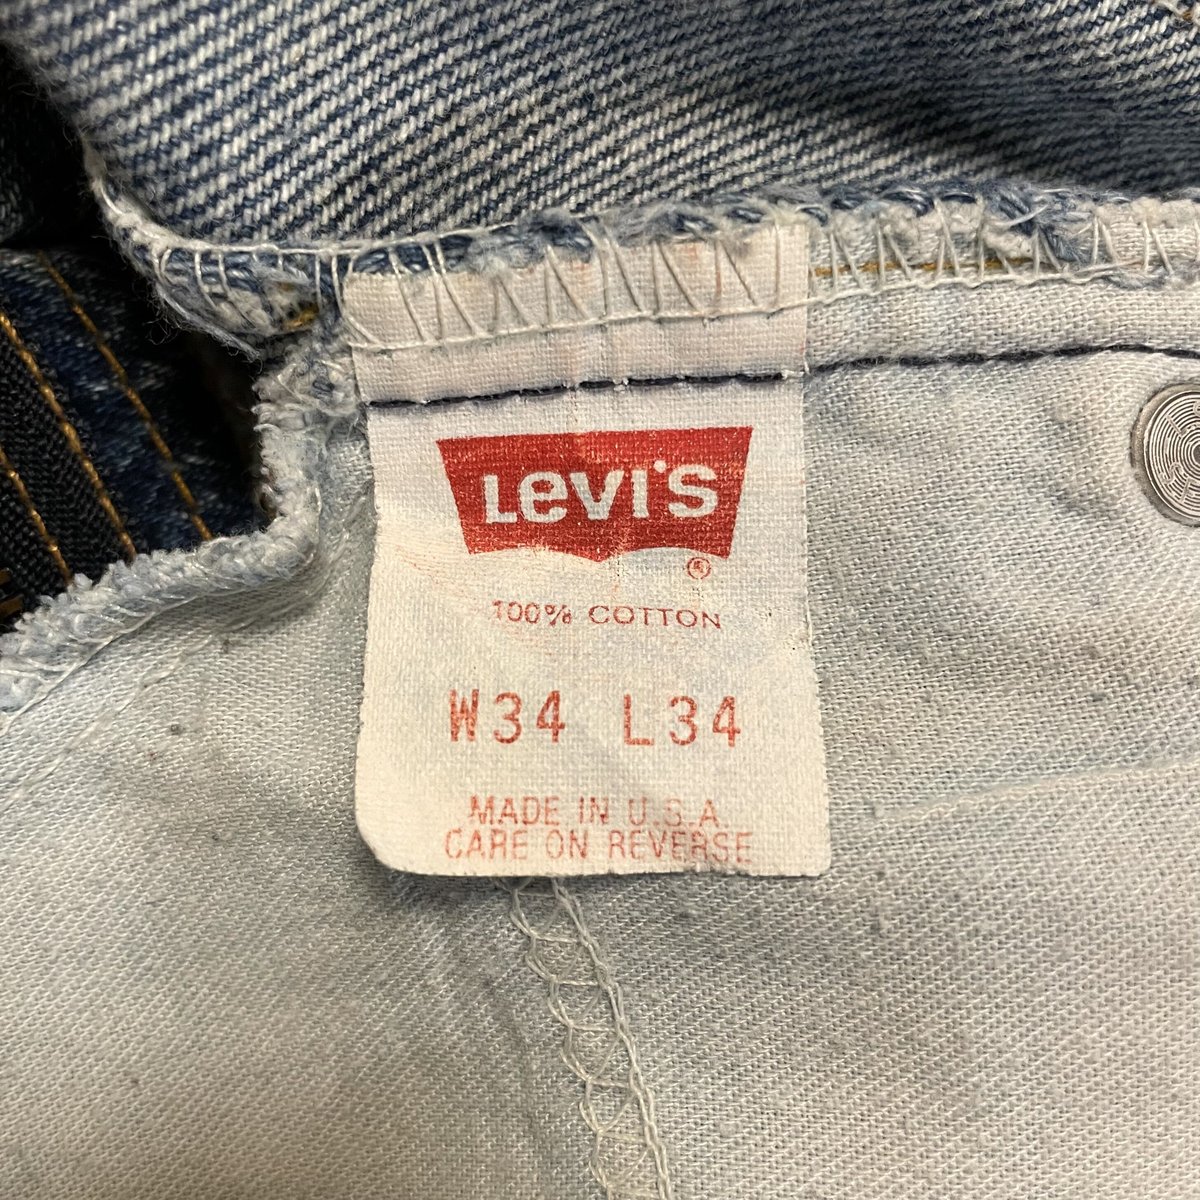 Levi's
®
100% COTTON
W34 L34
MADE IN U.S.A.
CARE ON REVERSE